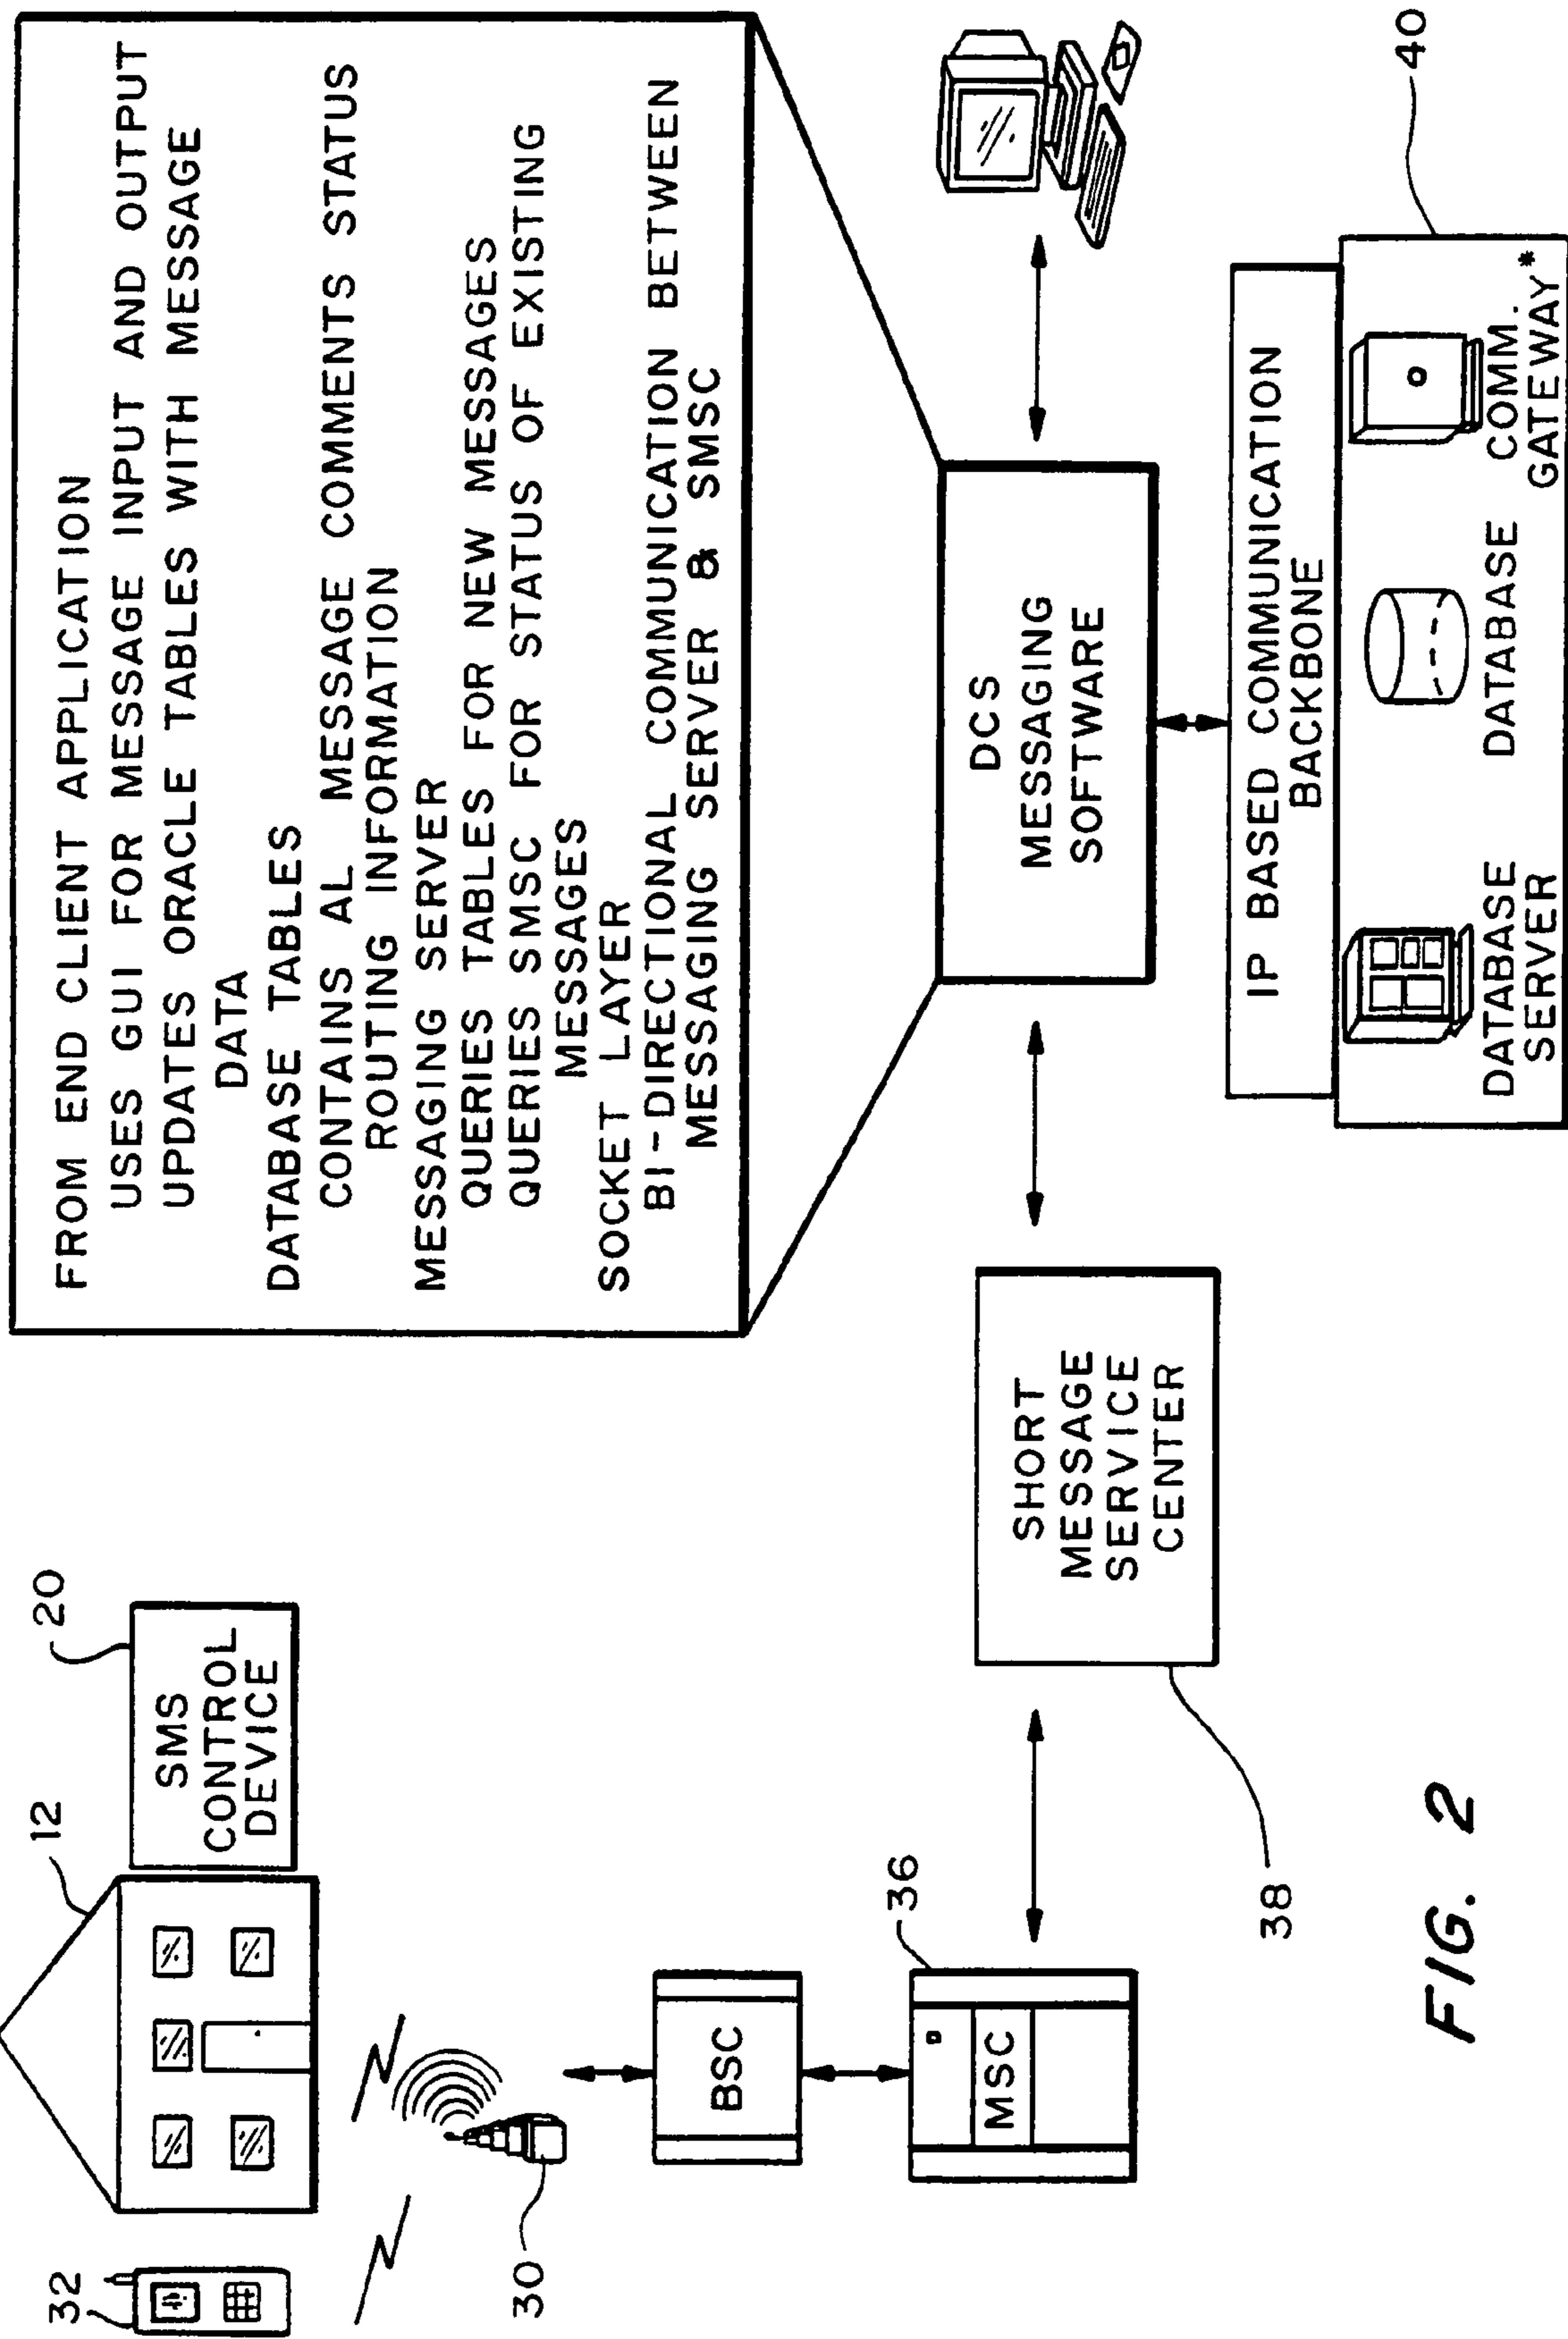 FROM END CLIENT APPLICATION
USES GUI FOR MESSAGE INPUT AND OUTPUT
UPDATES ORACLE TABLES WITH MESSAGE
DATA
DATABASE TABLES
CONTAINS AL MESSAGE COMMENTS STATUS
ROUTING INFORMATION
MESSAGING SERVER
QUERIES TABLES FOR NEW MESSAGES
QUERIES SMSC FOR STATUS OF EXISTING
MESSAGES
SOCKET LAYER
BI-DIRECTIONAL COMMUNICATION BETWEEN
MESSAGING SERVER & SMSC
32
12
20
SMS
CONTROL
DEVICE
30
BSC
36
MSC
SHORT
MESSAGE
SERVICE
CENTER
38
DCS
MESSAGING
SOFTWARE
IP BASED COMMUNICATION
BACKBONE
DATABASE
SERVER
DATABASE
COMM.
GATEWAY*
40
FIG. 2